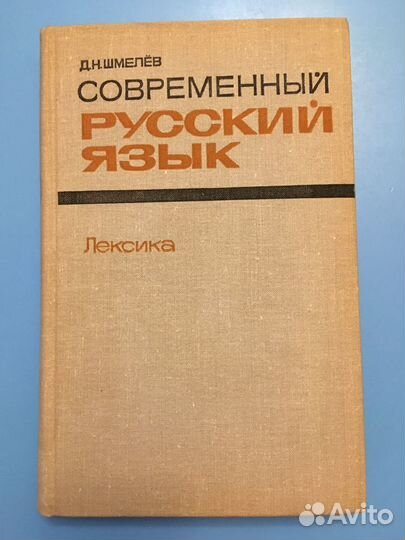 Д.Н.ШМЕЛЁВ
СОВРЕМЕННЫЙ
РУССКИЙ
ЯЗЫК
Лексика
Avito